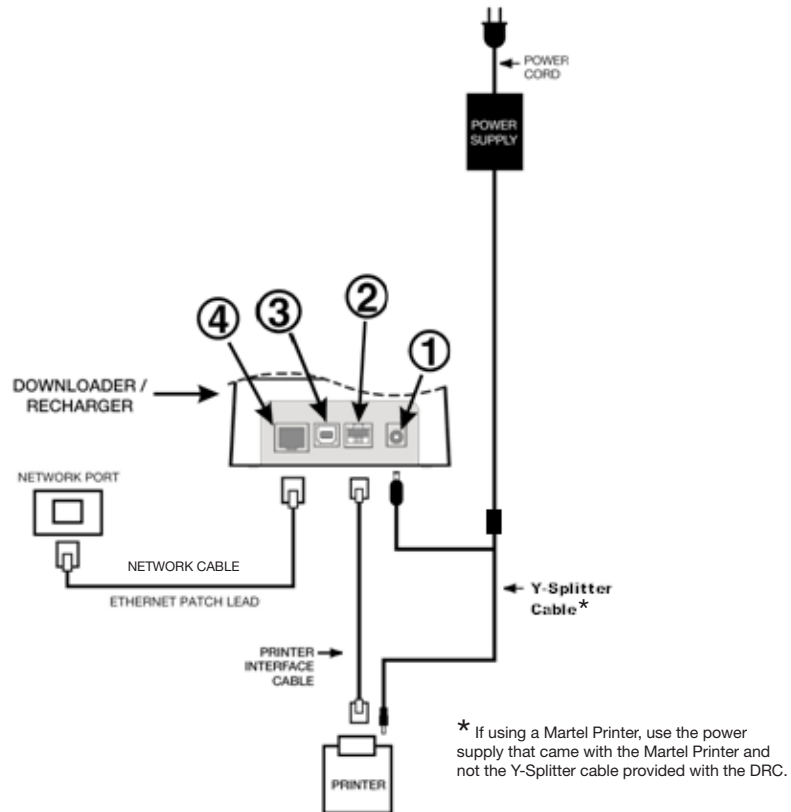 POWER
CORD
POWER
SUPPLY
②
③
④
①
DOWNLOADER /
RECHARGER
NETWORK PORT
NETWORK CABLE
ETHERNET PATCH LEAD
Y-Splitter
Cable*
PRINTER
INTERFACE
CABLE
* If using a Martel Printer, use the power
supply that came with the Martel Printer and
not the Y-Splitter cable provided with the DRC.
PRINTER